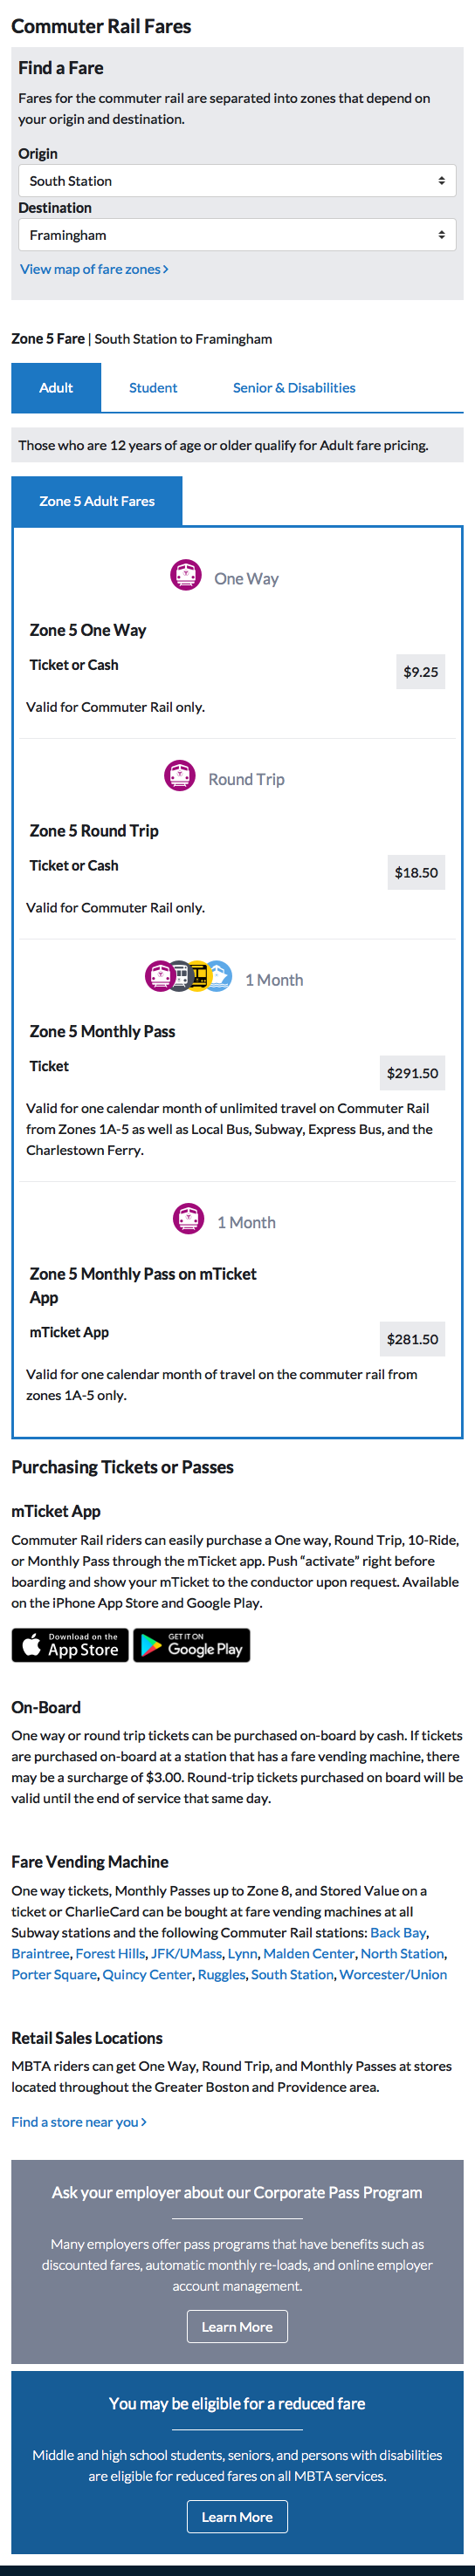 Commuter Rail Fares
Find a Fare
Fares for the commuter rail are separated into zones that depend on
your origin and destination.
Origin
South Station
Destination
Framingham
View map of fare zones
Zone 5 Fare | South Station to Framingham
Adult
Student
Senior & Disabilities
Those who are 12 years of age or older qualify for Adult fare pricing.
Zone 5 Adult Fares
One Way
Zone 5 One Way
Ticket or Cash
$9.25
Valid for Commuter Rail only.
Round Trip
Zone 5 Round Trip
Ticket or Cash
$18.50
Valid for Commuter Rail only.
1 Month
Zone 5 Monthly Pass
Ticket
$291.50
Valid for one calendar month of unlimited travel on Commuter Rail
from Zones 1A-5 as well as Local Bus, Subway, Express Bus, and the
Charlestown Ferry.
1 Month
Zone 5 Monthly Pass on mTicket
App
mTicket App
$281.50
Valid for one calendar month of travel on the commuter rail from
zones 1A-5 only.
Purchasing Tickets or Passes
mTicket App
Commuter Rail riders can easily purchase a One way, Round Trip, 10-Ride,
or Monthly Pass through the mTicket app. Push “activate” right before
boarding and show your mTicket to the conductor upon request. Available
on the iPhone App Store and Google Play.
Download on the
App Store
GET IT ON
Google Play
On-Board
One way or round trip tickets can be purchased on-board by cash. If tickets
are purchased on-board at a station that has a fare vending machine, there
may be a surcharge of $3.00. Round-trip tickets purchased on board will be
valid until the end of service that same day.
Fare Vending Machine
One way tickets, Monthly Passes up to Zone 8, and Stored Value on a
ticket or CharlieCard can be bought at fare vending machines at all
Subway stations and the following Commuter Rail stations: Back Bay,
Braintree, Forest Hills, JFK/UMass, Lynn, Malden Center, North Station,
Porter Square, Quincy Center, Ruggles, South Station, Worcester/Union
Retail Sales Locations
MBTA riders can get One Way, Round Trip, and Monthly Passes at stores
located throughout the Greater Boston and Providence area.
Find a store near you
Ask your employer about our Corporate Pass Program
Many employers offer pass programs that have benefits such as
discounted fares, automatic monthly re-loads, and online employer
account management.
Learn More
You may be eligible for a reduced fare
Middle and high school students, seniors, and persons with disabilities
are eligible for reduced fares on all MBTA services.
Learn More